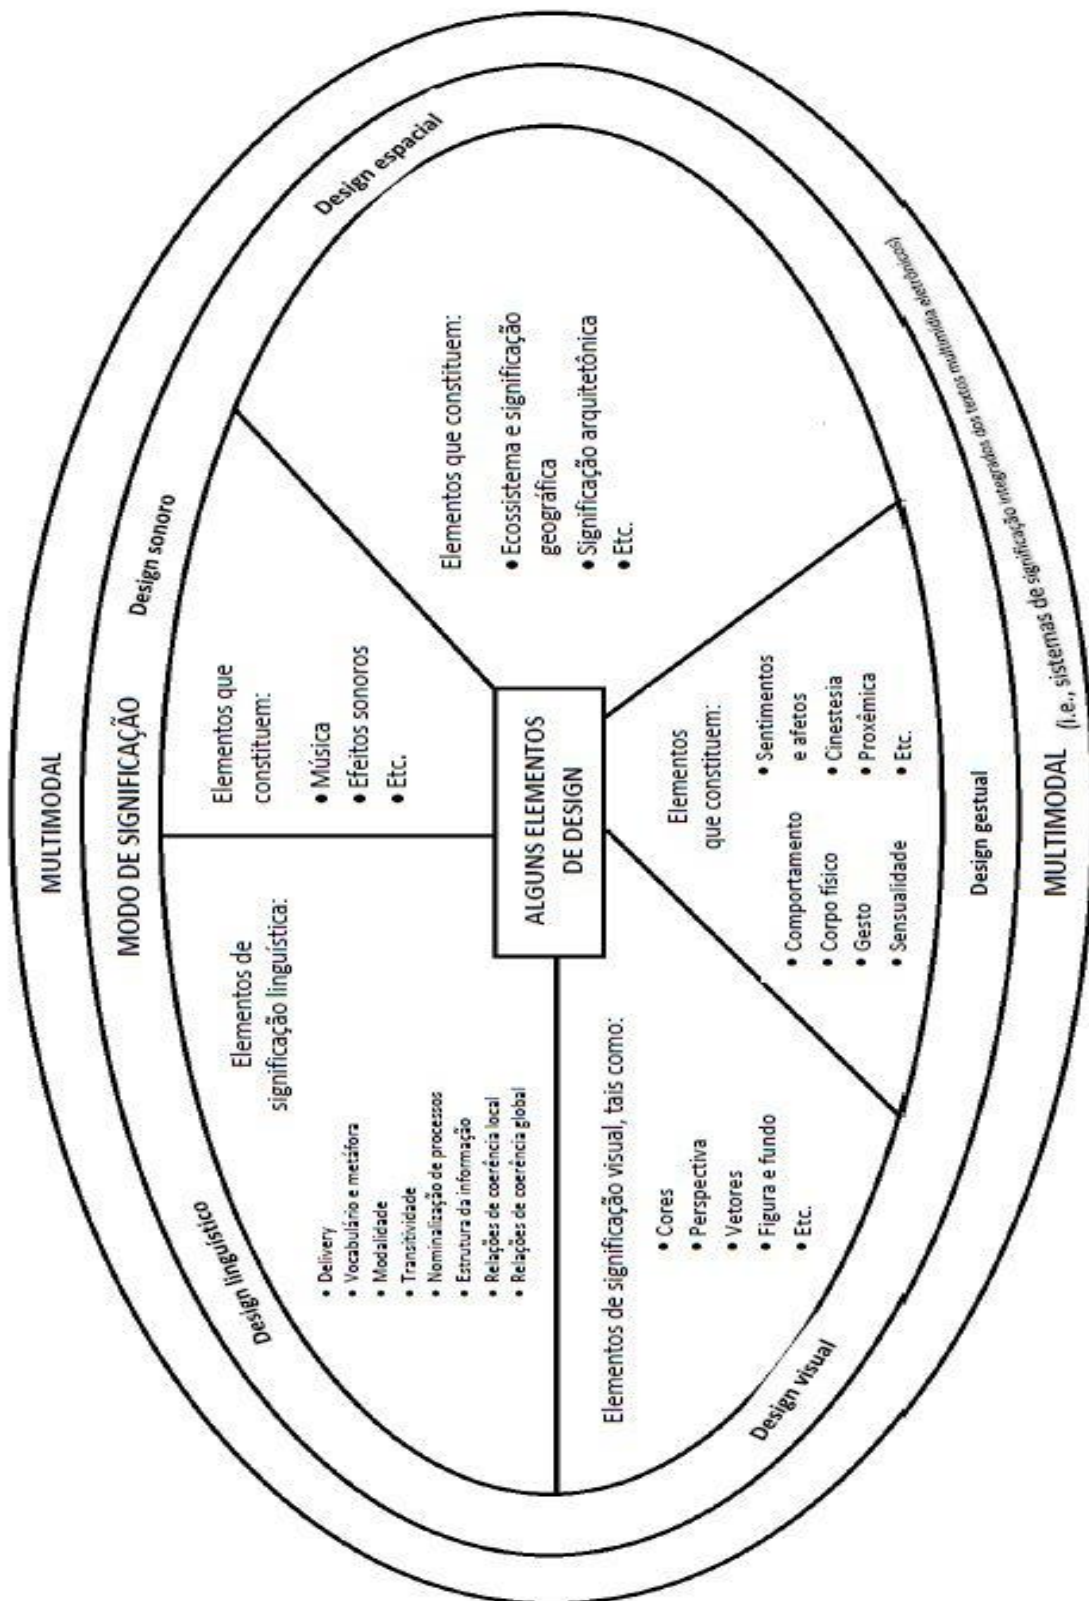 MULTIMODAL
MODO DE SIGNIFICAÇÃO
Design linguístico
Design sonoro
Design espacial
Elementos de
significação linguística:
• Delivery
• Vocabulário e metáfora
• Modalidade
• Transitividade
• Nominalização de processos
• Estrutura da informação
• Relações de coerência local
• Relações de coerência global
Elementos que
constituem:
• Música
• Efeitos sonoros
• Etc.
Elementos que constituem:
• Ecossistema e significação
geográfica
• Significação arquitetônica
• Etc.
ALGUNS ELEMENTOS
DE DESIGN
Elementos de significação visual, tais como:
• Cores
• Perspectiva
• Vetores
• Figura e fundo
• Etc.
Elementos
que constituem:
• Comportamento
• Corpo físico
• Gesto
• Sensualidade
• Sentimentos
e afetos
• Cinestesia
• Proxêmica
• Etc.
Design visual
Design gestual
MULTIMODAL (i.e., sistemas de significação integrados dos textos multimídia eletrônicos)